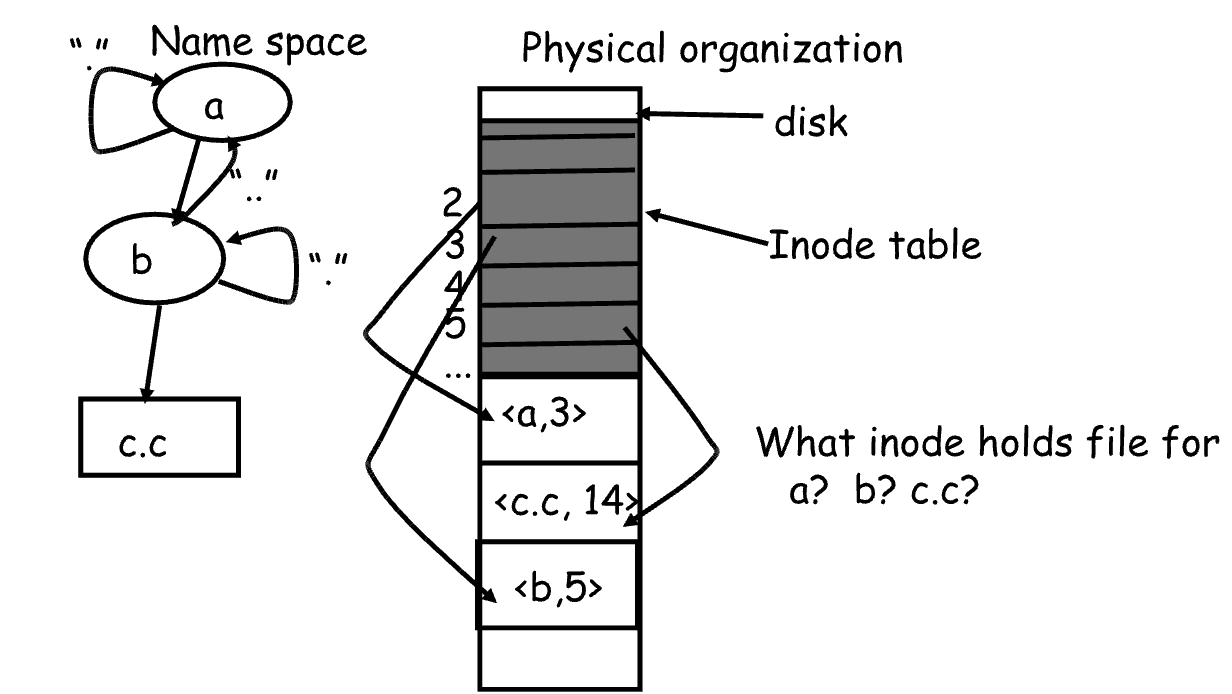 Name space
"."
a
".."
b
"."
c.c
Physical organization
disk
2
3
4
5
...
Inode table
<a,3>
<c.c, 14>
<b,5>
What inode holds file for
a? b? c.c?